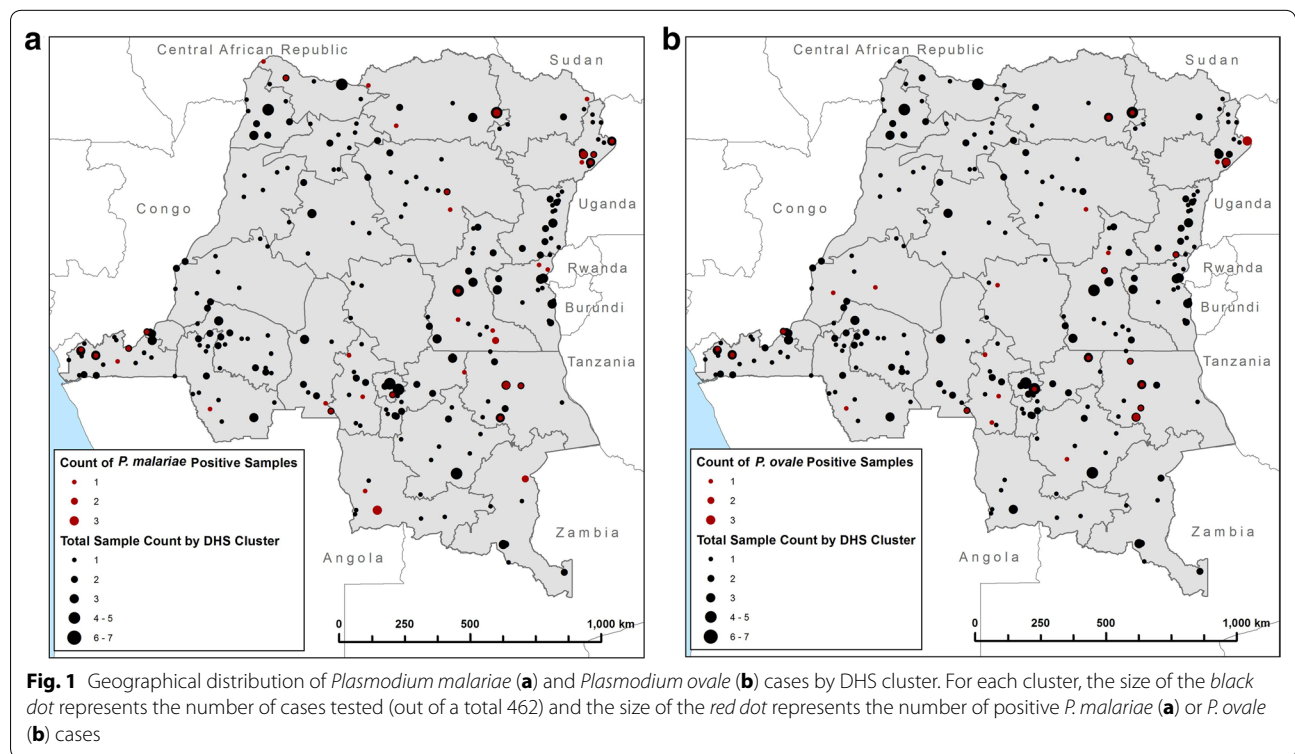 a
Central African Republic
Sudan
Congo
Uganda
Rwanda
Burundi
Tanzania
Zambia
Angola
Count of P. malariae Positive Samples
1
2
3
Total Sample Count by DHS Cluster
1
2
3
4 - 5
6 - 7
0 250 500 1,000 km
b
Central African Republic
Sudan
Congo
Uganda
Rwanda
Burundi
Tanzania
Zambia
Angola
Count of P. ovale Positive Samples
1
2
3
Total Sample Count by DHS Cluster
1
2
3
4 - 5
6 - 7
0 250 500 1,000 km
Fig. 1 Geographical distribution of Plasmodium malariae (a) and Plasmodium ovale (b) cases by DHS cluster. For each cluster, the size of the black
dot represents the number of cases tested (out of a total 462) and the size of the red dot represents the number of positive P. malariae (a) or P. ovale
(b) cases